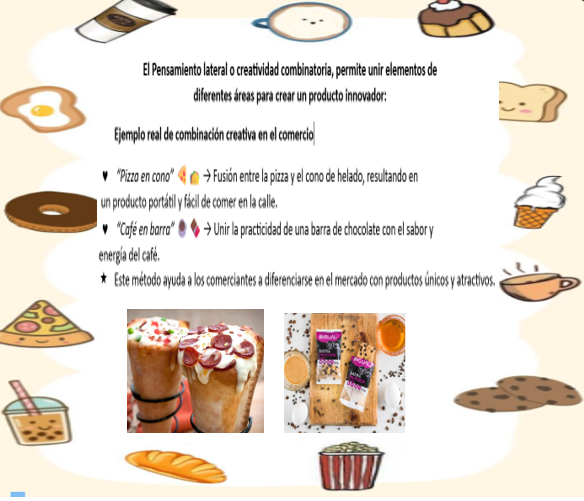 El Pensamiento lateral o creatividad combinatoria, permite unir elementos de
diferentes áreas para crear un producto innovador:
Ejemplo real de combinación creativa en el comercio
♥ “Pizza en cono” 🍕🌮 → Fusión entre la pizza y el cono de helado, resultando en
un producto portátil y fácil de comer en la calle.
♥ “Café en barra” ☕🍫 → Unir la practicidad de una barra de chocolate con el sabor y
energía del café.
★ Este método ayuda a los comerciantes a diferenciarse en el mercado con productos únicos y atractivos.